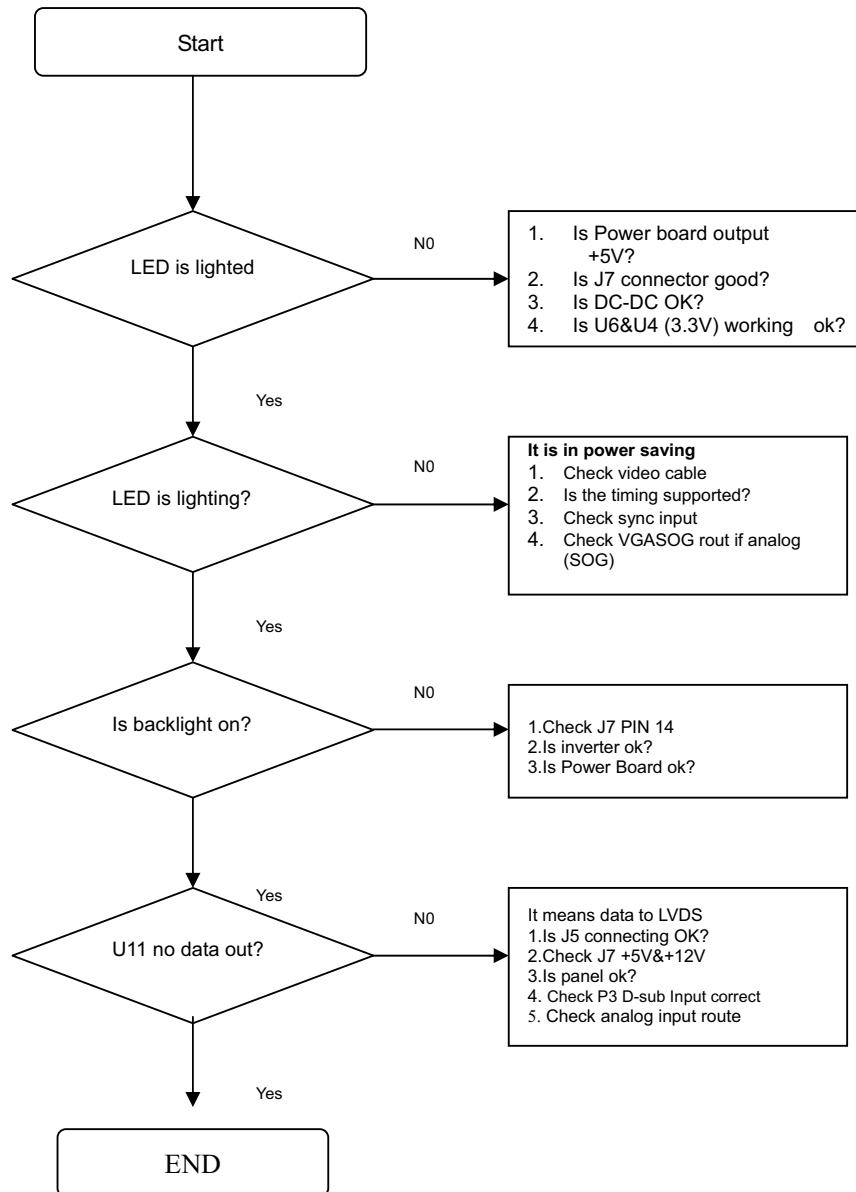 Start
LED is lighted
N0
1. Is Power board output
+5V?
2. Is J7 connector good?
3. Is DC-DC OK?
4. Is U6&U4 (3.3V) working ok?
Yes
LED is lighting?
N0
It is in power saving
1. Check video cable
2. Is the timing supported?
3. Check sync input
4. Check VGASOG rout if analog
(SOG)
Yes
Is backlight on?
N0
1.Check J7 PIN 14
2.Is inverter ok?
3.Is Power Board ok?
Yes
U11 no data out?
N0
It means data to LVDS
1.Is J5 connecting OK?
2.Check J7 +5V&+12V
3.Is panel ok?
4. Check P3 D-sub Input correct
5. Check analog input route
Yes
END